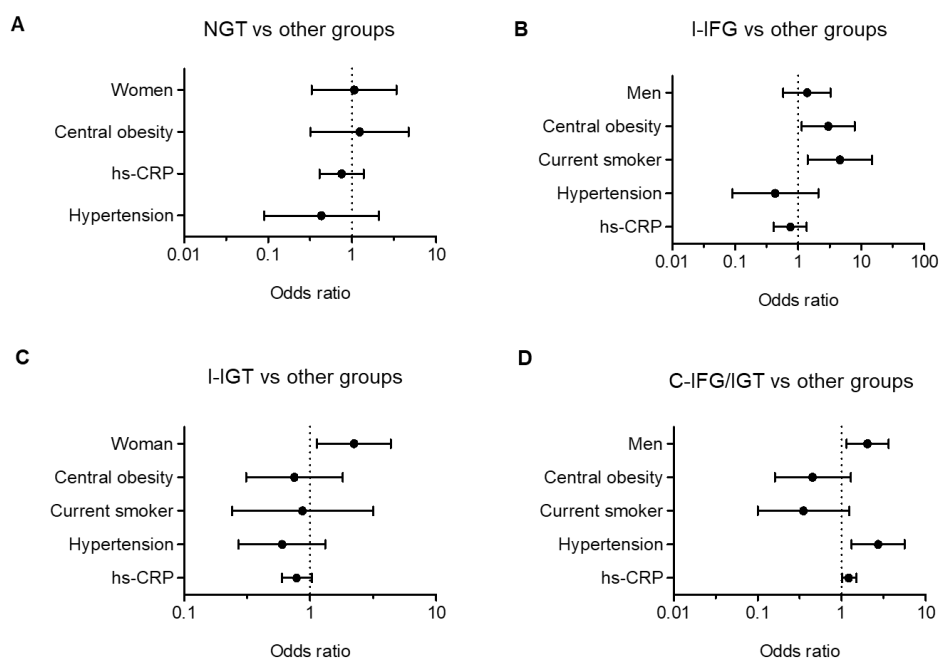 A
NGT vs other groups
Women
Central obesity
hs-CRP
Hypertension
0.01 0.1 1 10
Odds ratio
B
I-IFG vs other groups
Men
Central obesity
Current smoker
Hypertension
hs-CRP
0.01 0.1 1 10 100
Odds ratio
C
I-IGT vs other groups
Woman
Central obesity
Current smoker
Hypertension
hs-CRP
0.1 1 10
Odds ratio
D
C-IFG/IGT vs other groups
Men
Central obesity
Current smoker
Hypertension
hs-CRP
0.01 0.1 1 10
Odds ratio